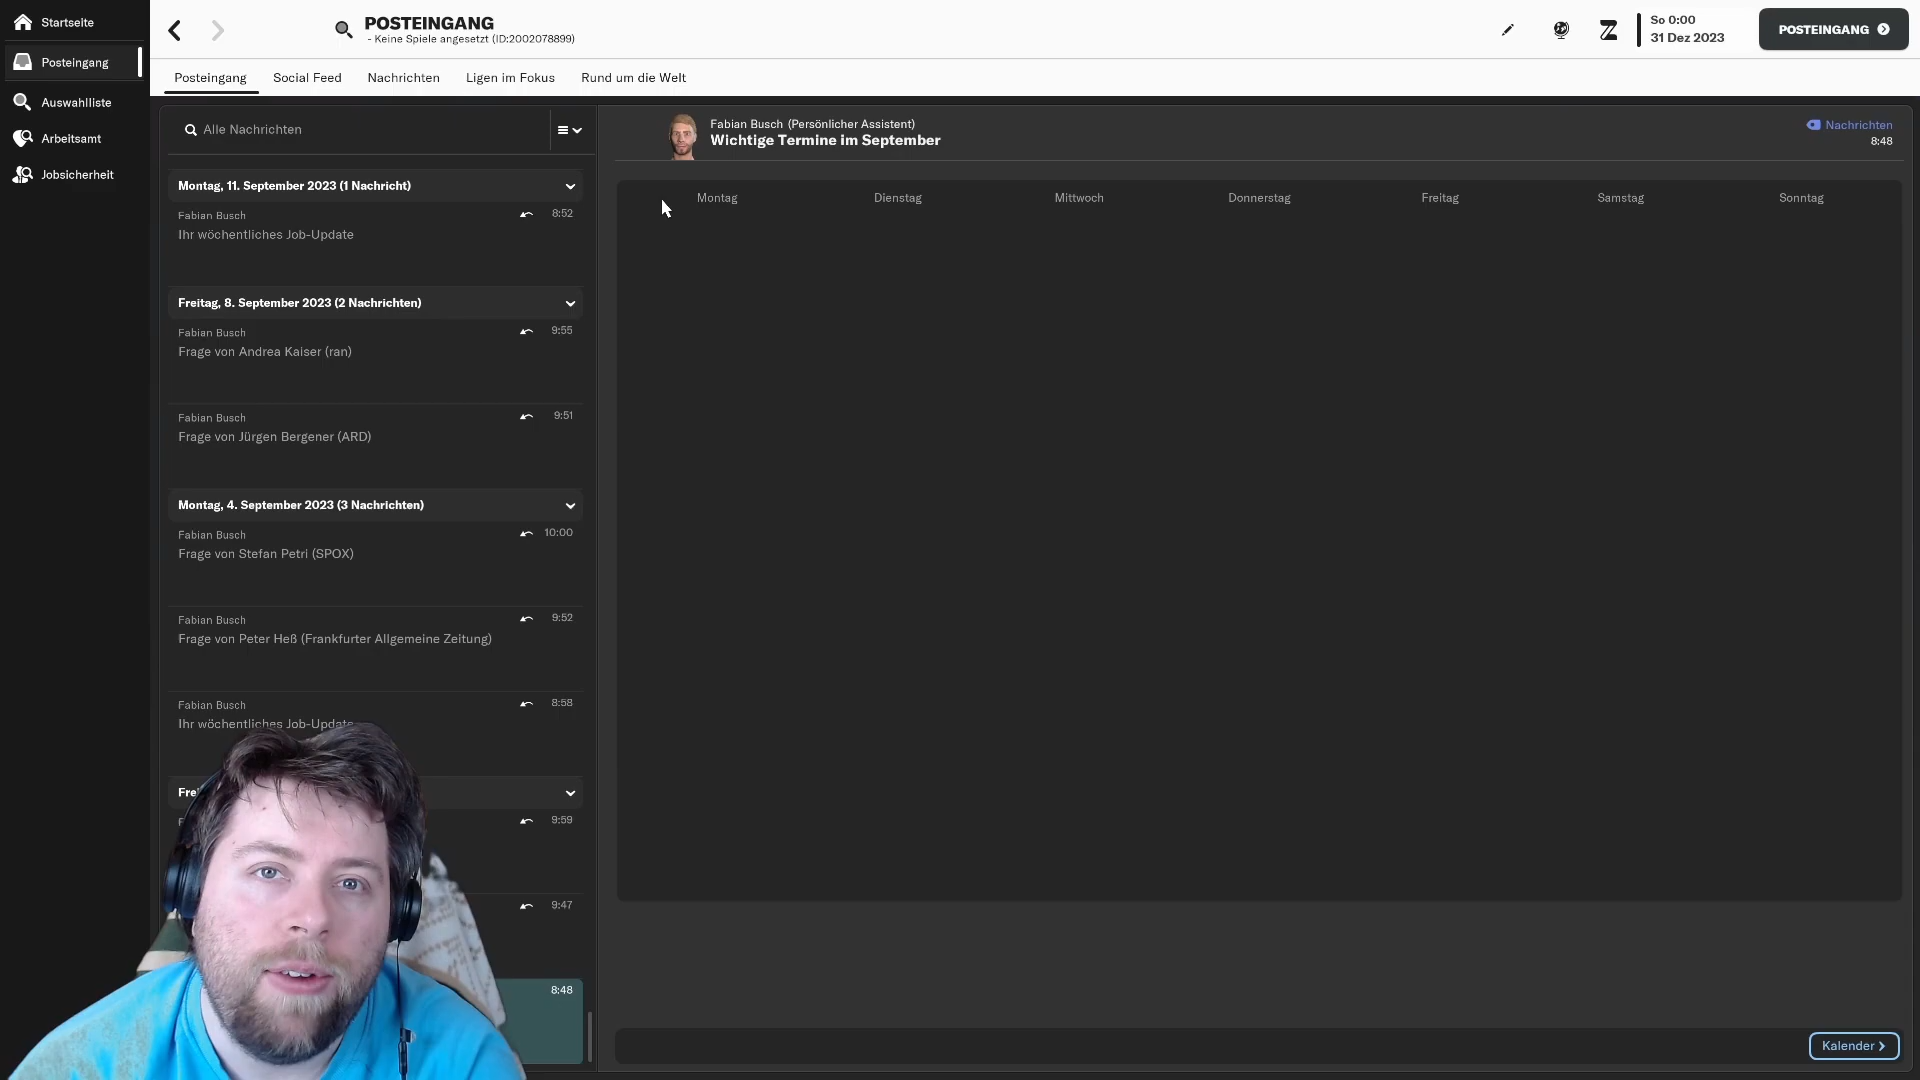 Startseite
Posteingang
Auswahlliste
Arbeitsamt
Jobsicherheit
POSTEINGANG
- Keine Spiele angesetzt (ID:2002078899)
So 0:00
31 Dez 2023
POSTEINGANG
Posteingang
Social Feed
Nachrichten
Ligen im Fokus
Rund um die Welt
Alle Nachrichten
Montag, 11. September 2023 (1 Nachricht)
Fabian Busch
8:52
Ihr wöchentliches Job-Update
Freitag, 8. September 2023 (2 Nachrichten)
Fabian Busch
9:55
Frage von Andrea Kaiser (ran)
Fabian Busch
9:51
Frage von Jürgen Bergener (ARD)
Montag, 4. September 2023 (3 Nachrichten)
Fabian Busch
10:00
Frage von Stefan Petri (SPOX)
Fabian Busch
9:52
Frage von Peter Heß (Frankfurter Allgemeine Zeitung)
Fabian Busch
8:58
Ihr wöchentliches Job-Update
9:59
9:47
8:48
Fabian Busch (Persönlicher Assistent)
Wichtige Termine im September
Nachrichten
8:48
Montag
Dienstag
Mittwoch
Donnerstag
Freitag
Samstag
Sonntag
Kalender